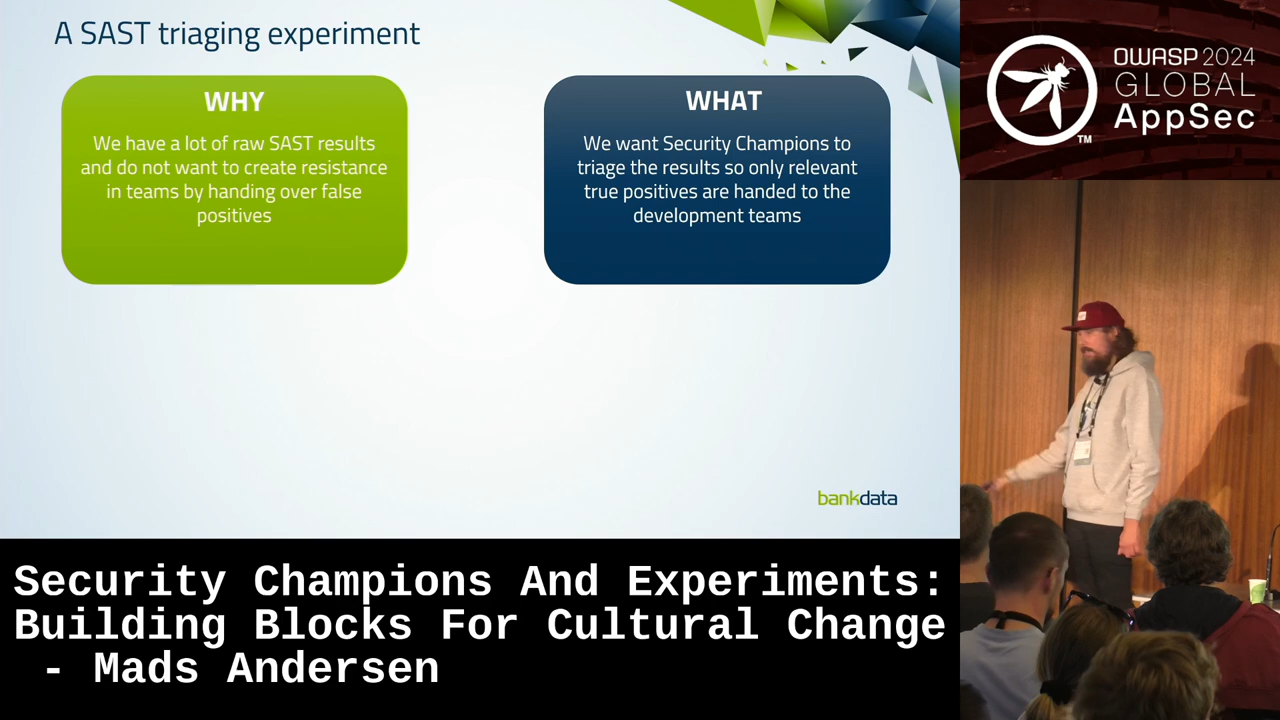 A SAST triaging experiment
WHY
We have a lot of raw SAST results
and do not want to create resistance
in teams by handing over false
positives
WHAT
We want Security Champions to
triage the results so only relevant
true positives are handed to the
development teams
bankdata
OWASP 2024
GLOBAL
AppSec
TM
Security Champions And Experiments:
Building Blocks For Cultural Change
- Mads Andersen